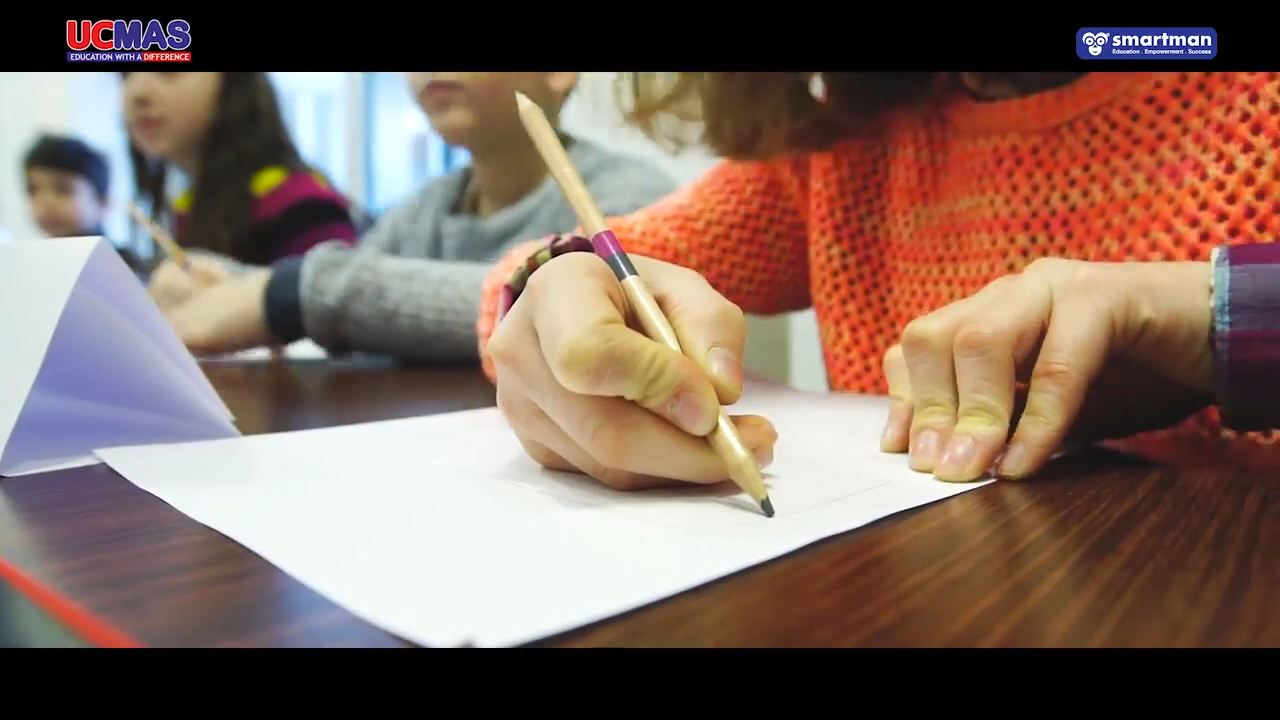 UCMAS
EDUCATION WITH A DIFFERENCE
smartman
Education . Empowerment . Success